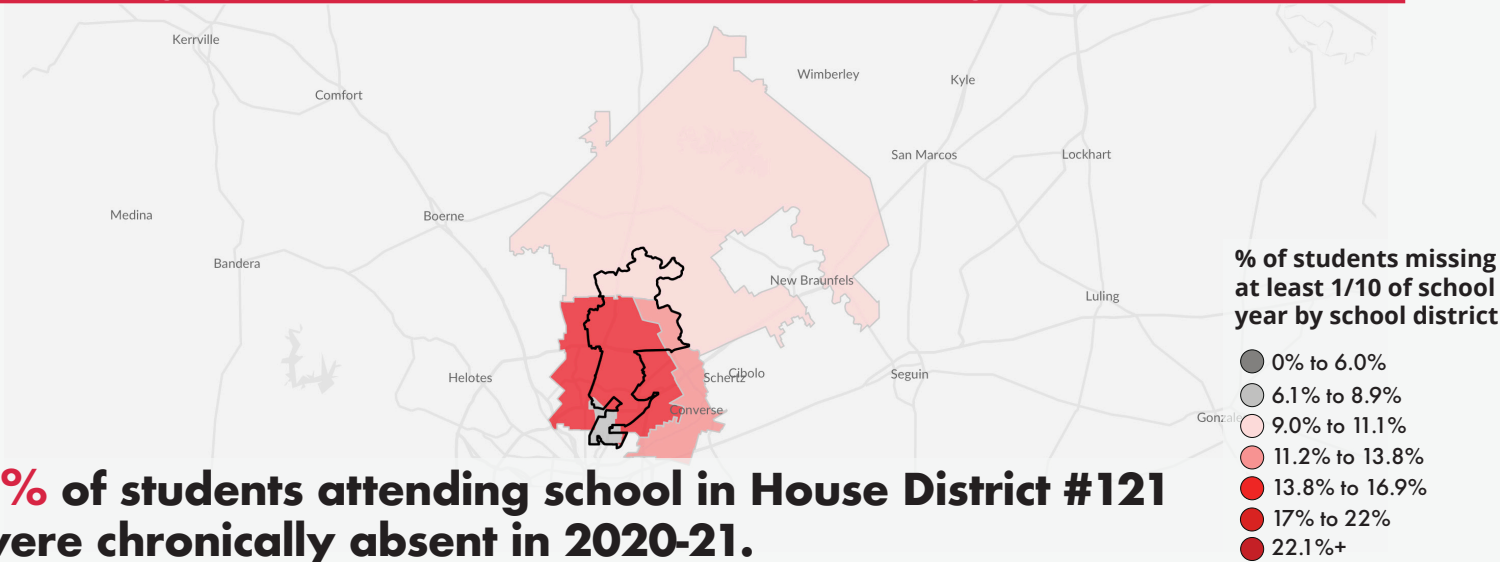 Kerrville
Wimberley
Kyle
Comfort
San Marcos
Lockhart
Medina
Boerne
Bandera
New Braunfels
Luling
Helotes
Schertz
Cibolo
Seguin
Converse
Gonzale
% of students missing
at least 1/10 of school
year by school district
0% to 6.0%
6.1% to 8.9%
9.0% to 11.1%
11.2% to 13.8%
13.8% to 16.9%
17% to 22%
22.1%+
% of students attending school in House District #121
were chronically absent in 2020-21.